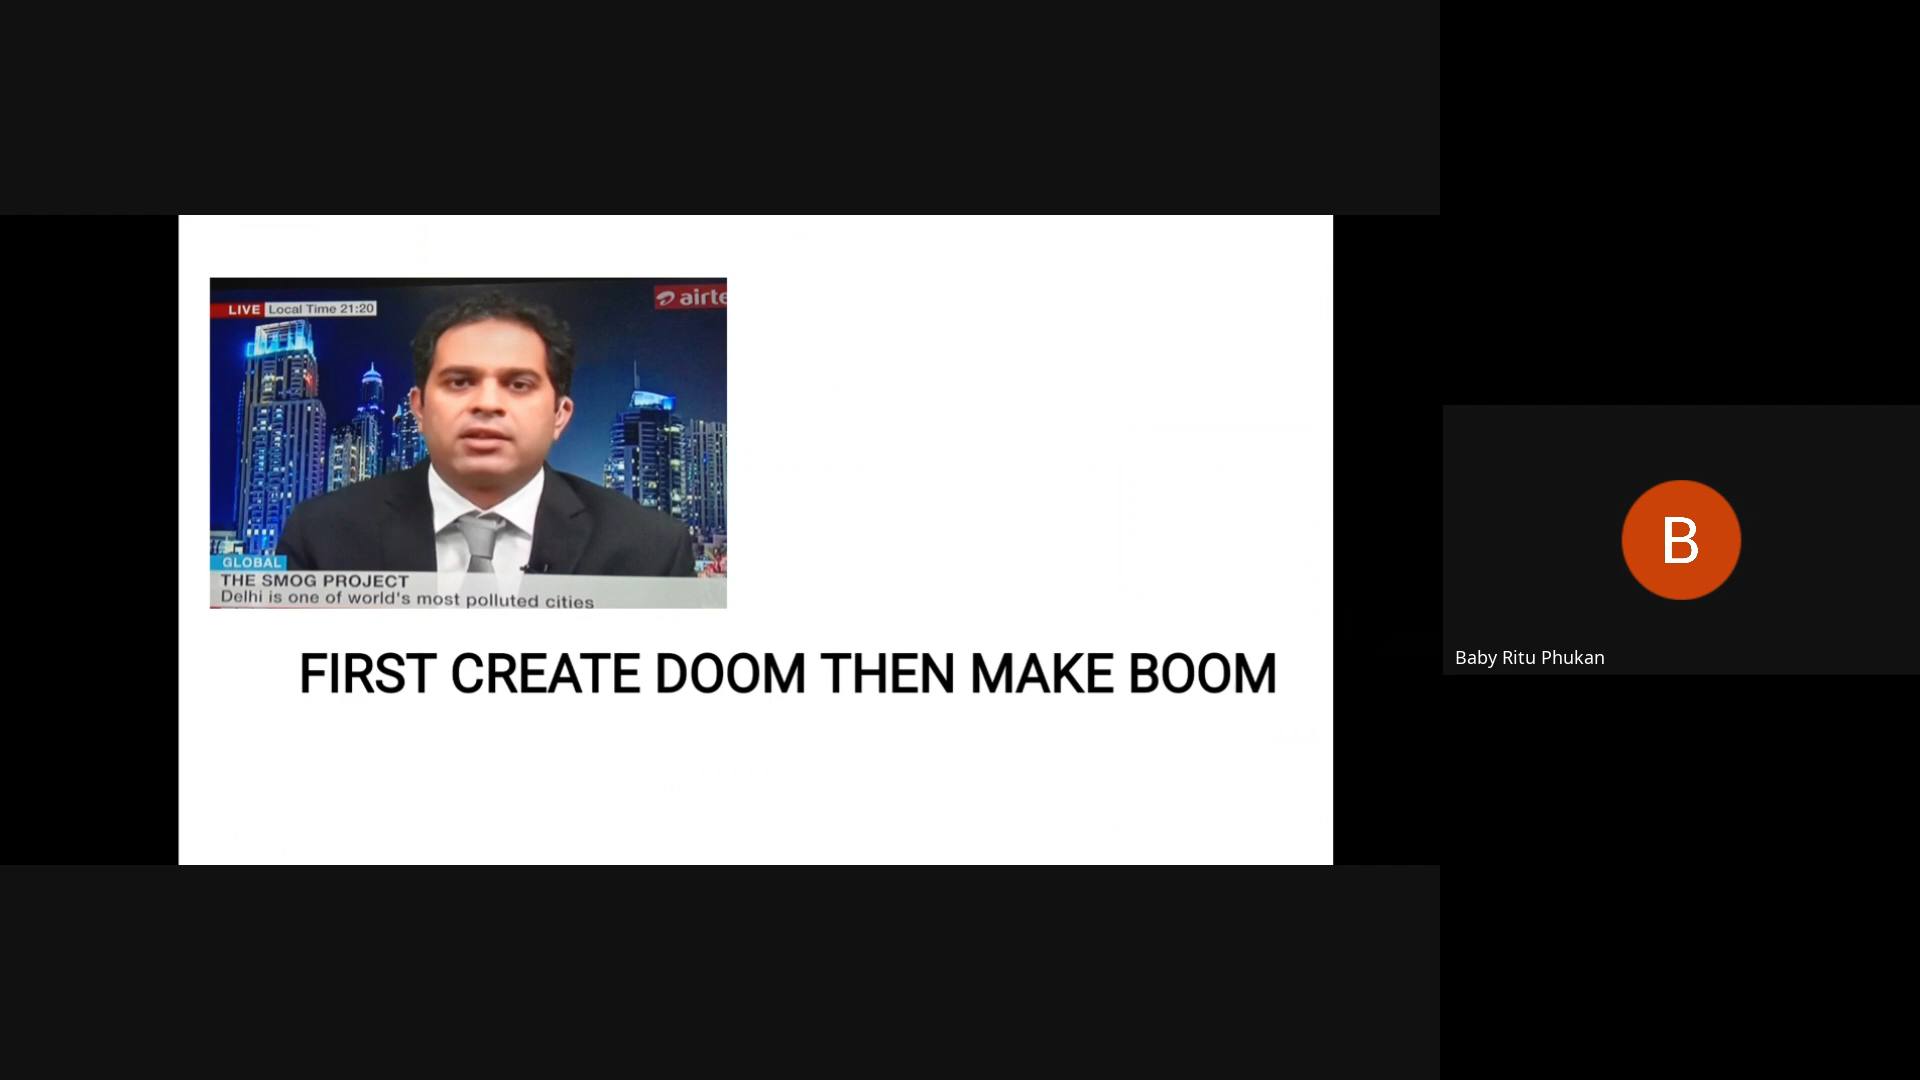 LIVE Local Time 21:20
airte
GLOBAL
THE SMOG PROJECT
Delhi is one of world's most polluted cities
FIRST CREATE DOOM THEN MAKE BOOM
B
Baby Ritu Phukan